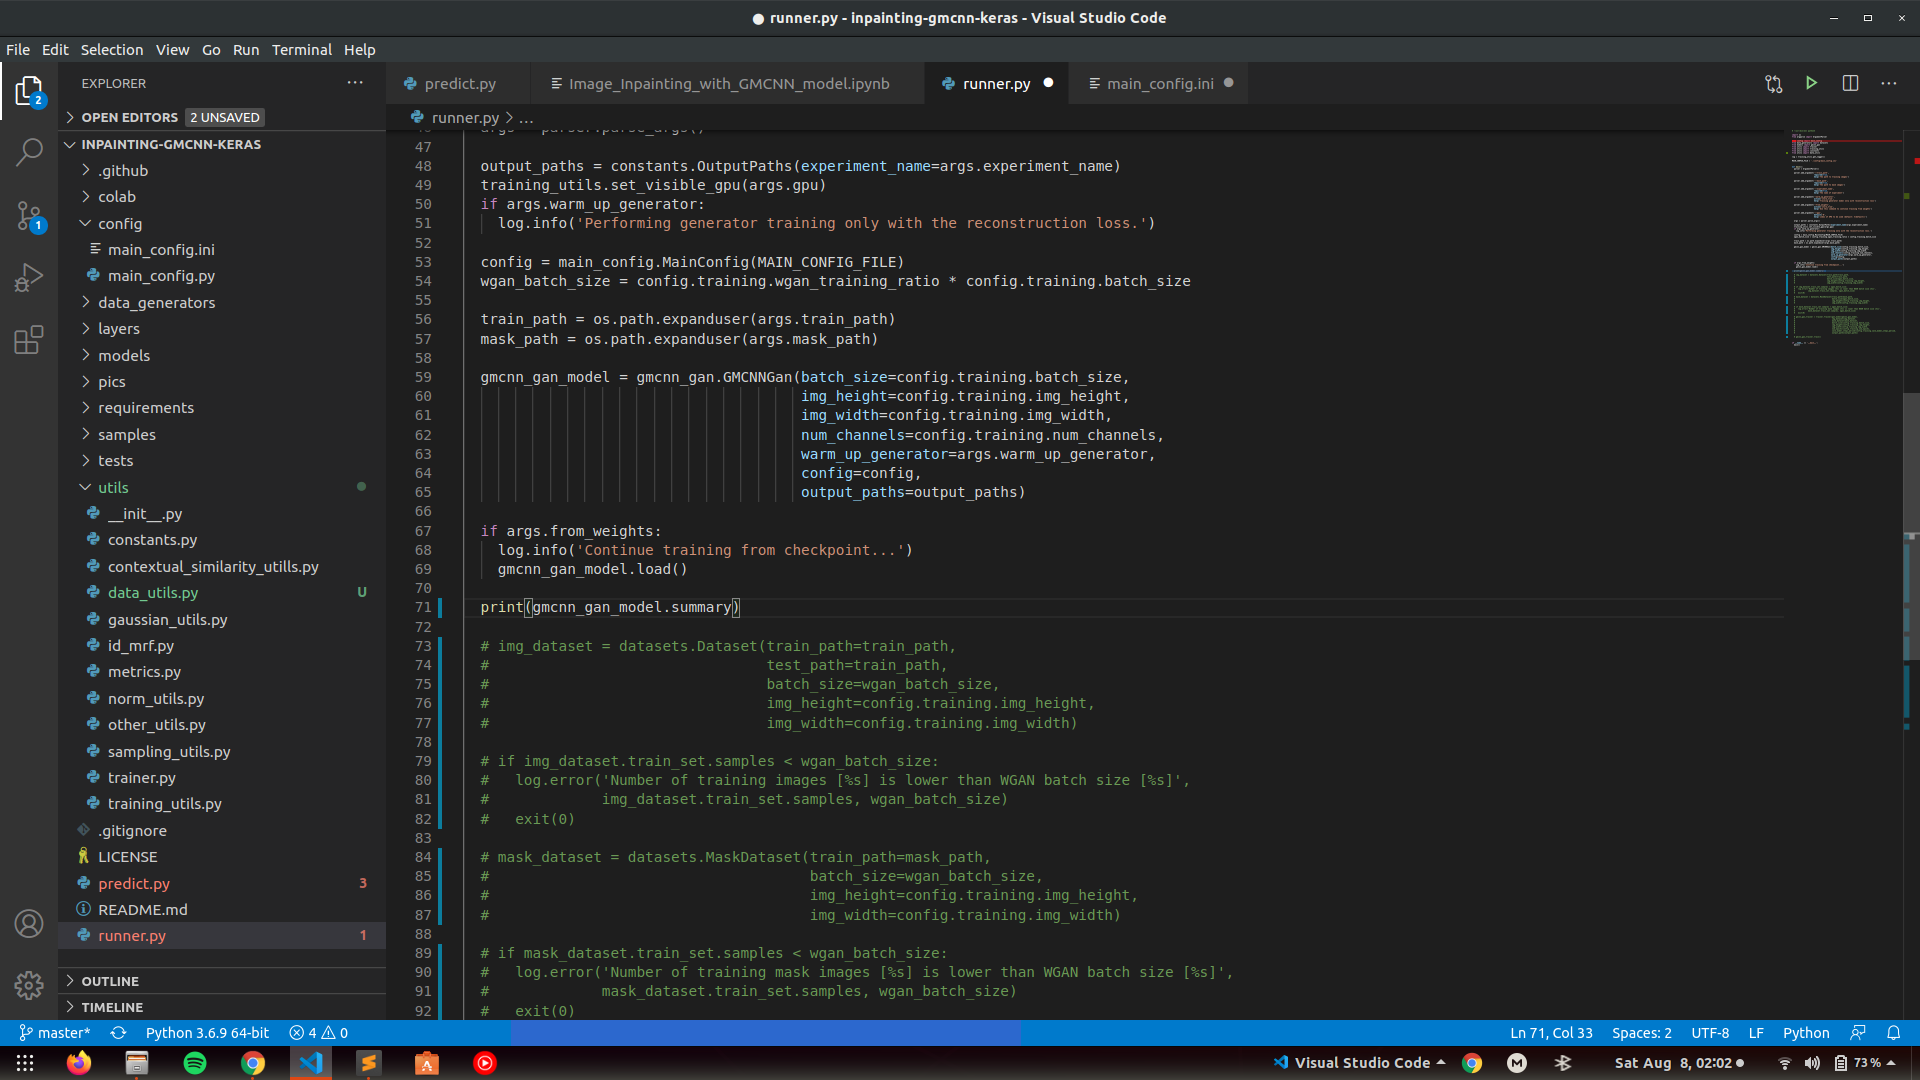 ● runner.py - inpainting-gmcnn-keras - Visual Studio Code
File Edit Selection View Go Run Terminal Help
EXPLORER
predict.py
Image_Inpainting_with_GMCNN_model.ipynb
runner.py
main_config.ini
OPEN EDITORS 2 UNSAVED
runner.py > ...
INPAINTING-GMCNN-KERAS
.github
colab
config
main_config.ini
main_config.py
data_generators
layers
models
pics
requirements
samples
tests
utils
__init__.py
constants.py
contextual_similarity_utills.py
data_utils.py U
gaussian_utils.py
id_mrf.py
metrics.py
norm_utils.py
other_utils.py
sampling_utils.py
trainer.py
training_utils.py
.gitignore
LICENSE
predict.py 3
README.md
runner.py 1
OUTLINE
TIMELINE
2
1
47
48 output_paths = constants.OutputPaths(experiment_name=args.experiment_name)
49 training_utils.set_visible_gpu(args.gpu)
50 if args.warm_up_generator:
51 log.info('Performing generator training only with the reconstruction loss.')
52
53 config = main_config.MainConfig(MAIN_CONFIG_FILE)
54 wgan_batch_size = config.training.wgan_training_ratio * config.training.batch_size
55
56 train_path = os.path.expanduser(args.train_path)
57 mask_path = os.path.expanduser(args.mask_path)
58
59 gmcnn_gan_model = gmcnn_gan.GMCNNGan(batch_size=config.training.batch_size,
60 img_height=config.training.img_height,
61 img_width=config.training.img_width,
62 num_channels=config.training.num_channels,
63 warm_up_generator=args.warm_up_generator,
64 config=config,
65 output_paths=output_paths)
66
67 if args.from_weights:
68 log.info('Continue training from checkpoint...')
69 gmcnn_gan_model.load()
70
71 print(gmcnn_gan_model.summary)
72
73 # img_dataset = datasets.Dataset(train_path=train_path,
74 # test_path=train_path,
75 # batch_size=wgan_batch_size,
76 # img_height=config.training.img_height,
77 # img_width=config.training.img_width)
78
79 # if img_dataset.train_set.samples < wgan_batch_size:
80 # log.error('Number of training images [%s] is lower than WGAN batch size [%s]',
81 # img_dataset.train_set.samples, wgan_batch_size)
82 # exit(0)
83
84 # mask_dataset = datasets.MaskDataset(train_path=mask_path,
85 # batch_size=wgan_batch_size,
86 # img_height=config.training.img_height,
87 # img_width=config.training.img_width)
88
89 # if mask_dataset.train_set.samples < wgan_batch_size:
90 # log.error('Number of training mask images [%s] is lower than WGAN batch size [%s]',
91 # mask_dataset.train_set.samples, wgan_batch_size)
92 # exit(0)
master* Python 3.6.9 64-bit 4 0 Ln 71, Col 33 Spaces: 2 UTF-8 LF Python
Visual Studio Code Sat Aug 8, 02:02 73 %